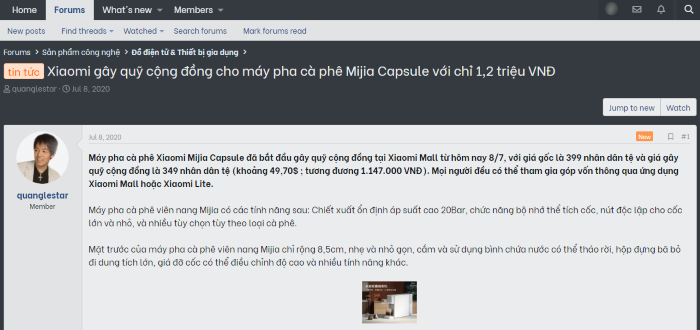 Home Forums What's new Members
New posts Find threads Watched Search forums Mark forums read
Forums > Sản phẩm công nghệ > Đồ điện tử & Thiết bị gia dụng >
tin tức Xiaomi gây quỹ cộng đồng cho máy pha cà phê Mijia Capsule với chỉ 1,2 triệu VNĐ
quanglestar · Jul 8, 2020
Jump to new Watch
Jul 8, 2020 New #1
quanglestar
Member
Máy pha cà phê Xiaomi Mijia Capsule đã bắt đầu gây quỹ cộng đồng tại Xiaomi Mall từ hôm nay 8/7, với giá gốc là 399 nhân dân tệ và giá gây
quỹ cộng đồng là 349 nhân dân tệ (khoảng 49,70$ ; tương đương 1.147.000 VNĐ). Mọi người đều có thể tham gia góp vốn thông qua ứng dụng
Xiaomi Mall hoặc Xiaomi Lite.
Máy pha cà phê viên nang Mijia có các tính năng sau: Chiết xuất ổn định áp suất cao 20Bar, chức năng bộ nhớ thể tích cốc, nút độc lập cho cốc
lớn và nhỏ, và nhiều tùy chọn tùy theo loại cà phê.
Mặt trước của máy pha cà phê viên nang Mijia chỉ rộng 8,5cm, nhẹ và nhỏ gọn, cầm và sử dụng bình chứa nước có thể tháo rời, hộp đựng bã bỏ
đi dung tích lớn, giá đỡ cốc có thể điều chỉnh độ cao và nhiều tính năng khác.